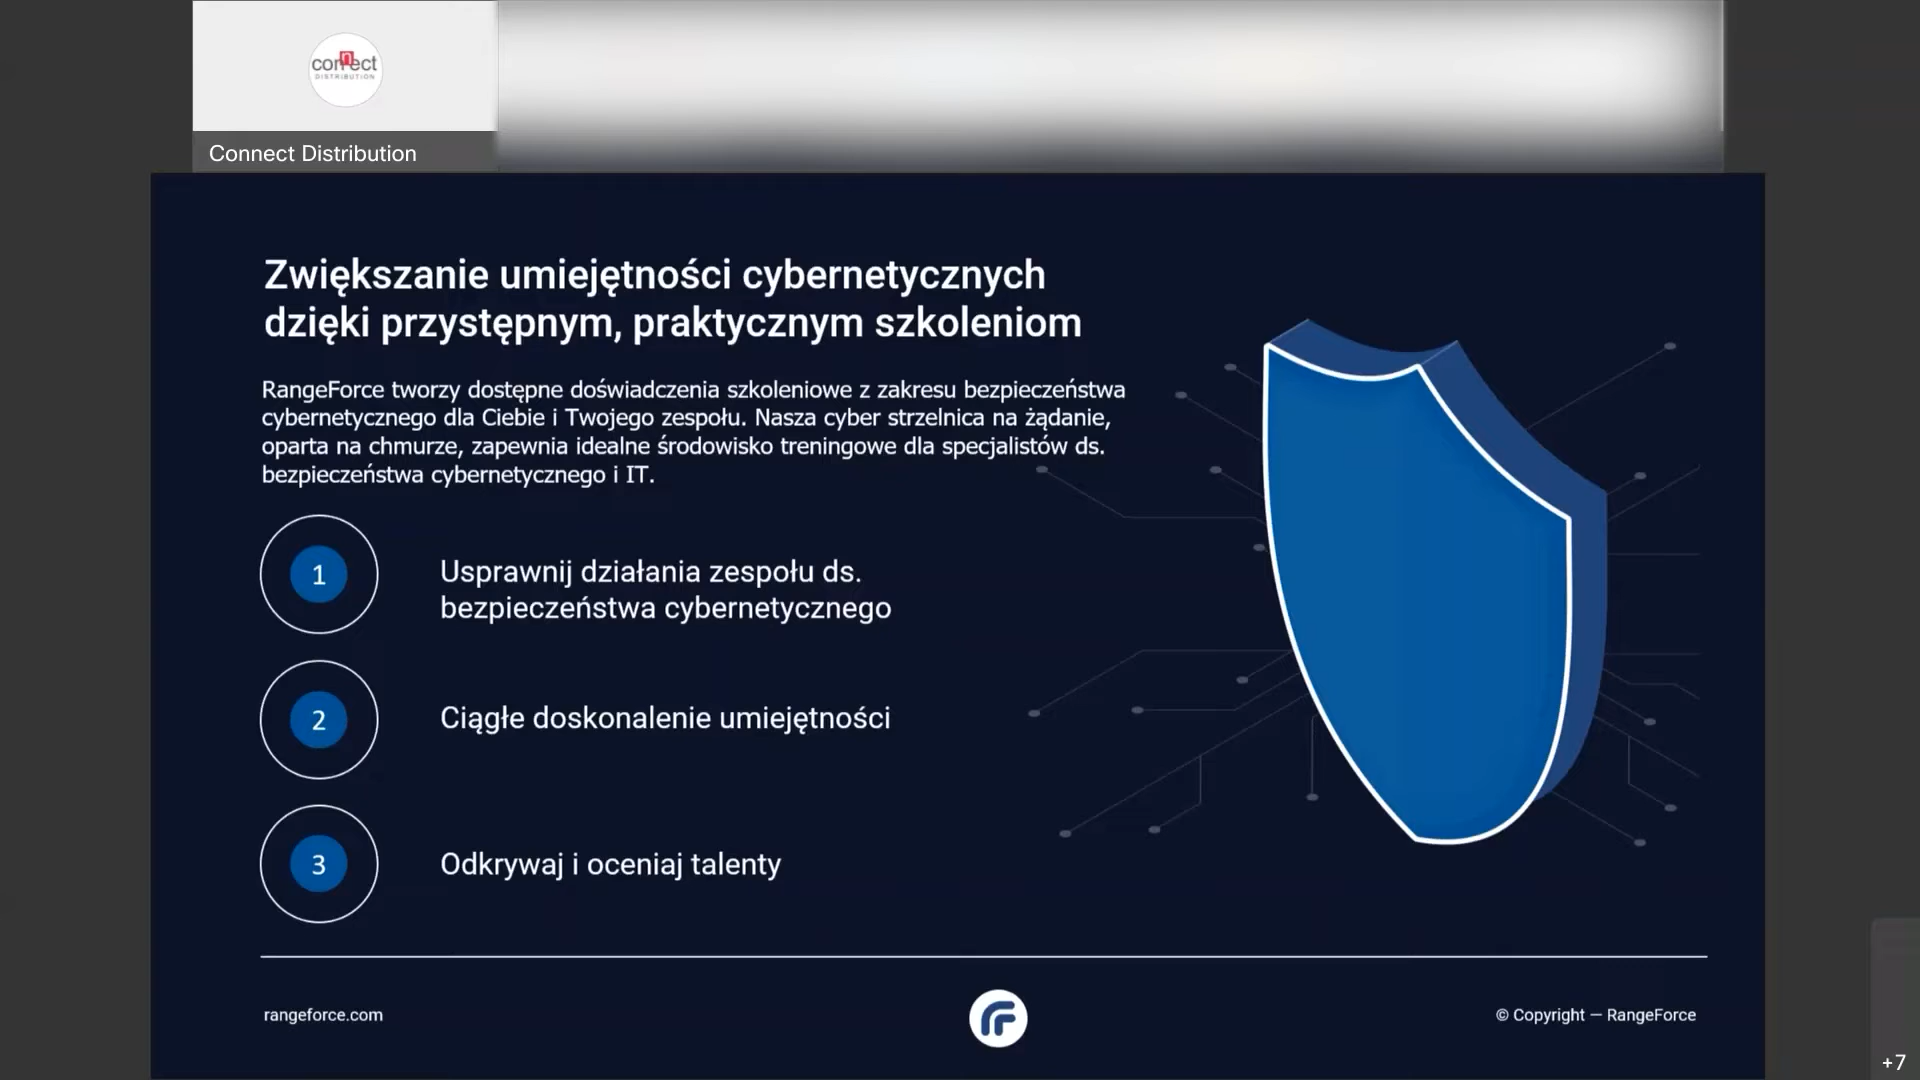 connect
DISTRIBUTION
Connect Distribution
Zwiększanie umiejętności cybernetycznych
dzięki przystępnym, praktycznym szkoleniom
RangeForce tworzy dostępne doświadczenia szkoleniowe z zakresu bezpieczeństwa
cybernetycznego dla Ciebie i Twojego zespołu. Nasza cyber strzelnica na żądanie,
oparta na chmurze, zapewnia idealne środowisko treningowe dla specjalistów ds.
bezpieczeństwa cybernetycznego i IT.
1
Usprawnij działania zespołu ds.
bezpieczeństwa cybernetycznego
2
Ciągłe doskonalenie umiejętności
3
Odkrywaj i oceniaj talenty
rangeforce.com
© Copyright — RangeForce
+7